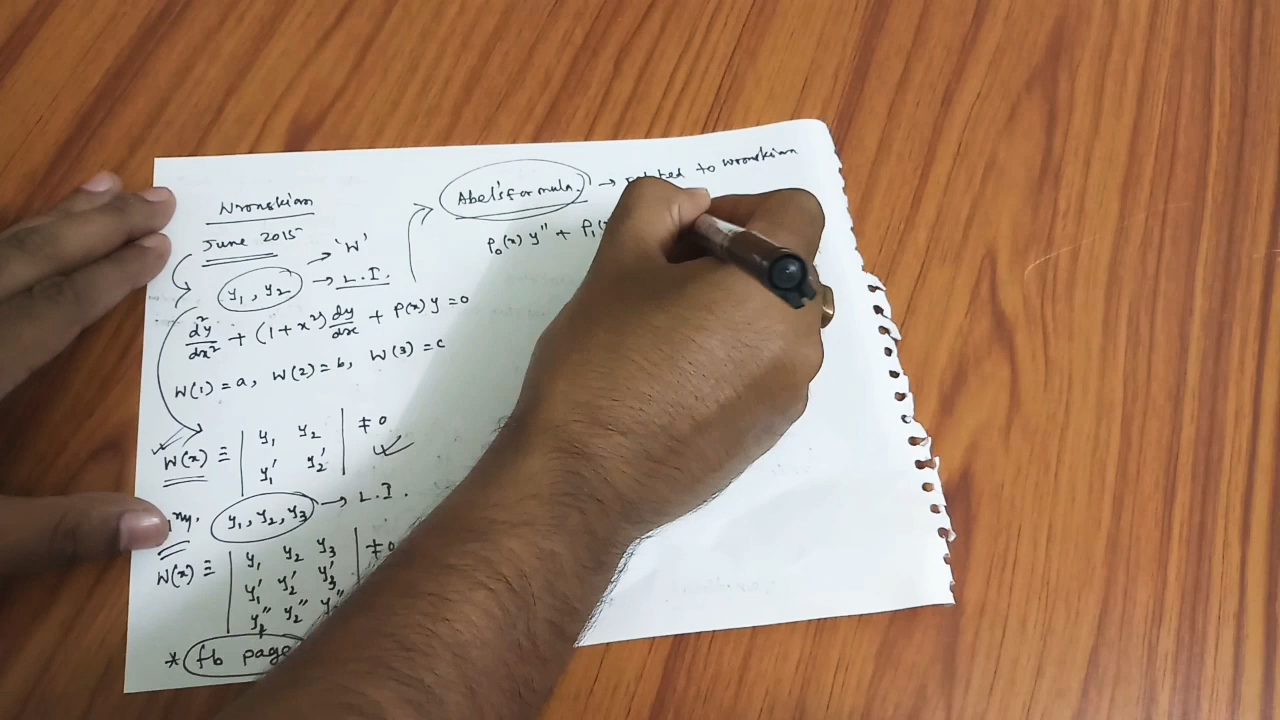 Wronskian
June 2015
y₁, y₂ → 'W'
→ L.I.
d²y/dx² + (1+x²) dy/dx + P(x) y = 0
W(1) = a, W(2) = b, W(3) = c
W(x) ≡ | y₁ y₂ | ≠ 0
y₁' y₂'
y₁, y₂, y₃ → L.I.
W(x) ≡ | y₁ y₂ y₃ | ≠ 0
y₁' y₂' y₃'
y₁'' y₂''
* fb page
Abel's formula. → to Wronskian
P₀(x) y'' + P₁(